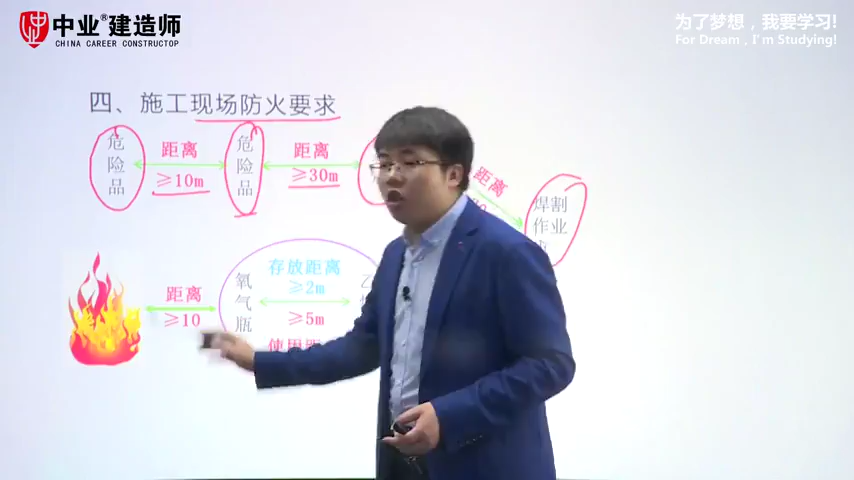 中业®建造师
CHINA CAREER CONSTRUCTOP
为了梦想，我要学习!
For Dream , I'm Studying!
四、施工现场防火要求
危险品
距离
≥10m
危险品
距离
≥30m
距离
焊割
作业
距离
≥10
氧气瓶
存放距离
≥2m
≥5m
使用距